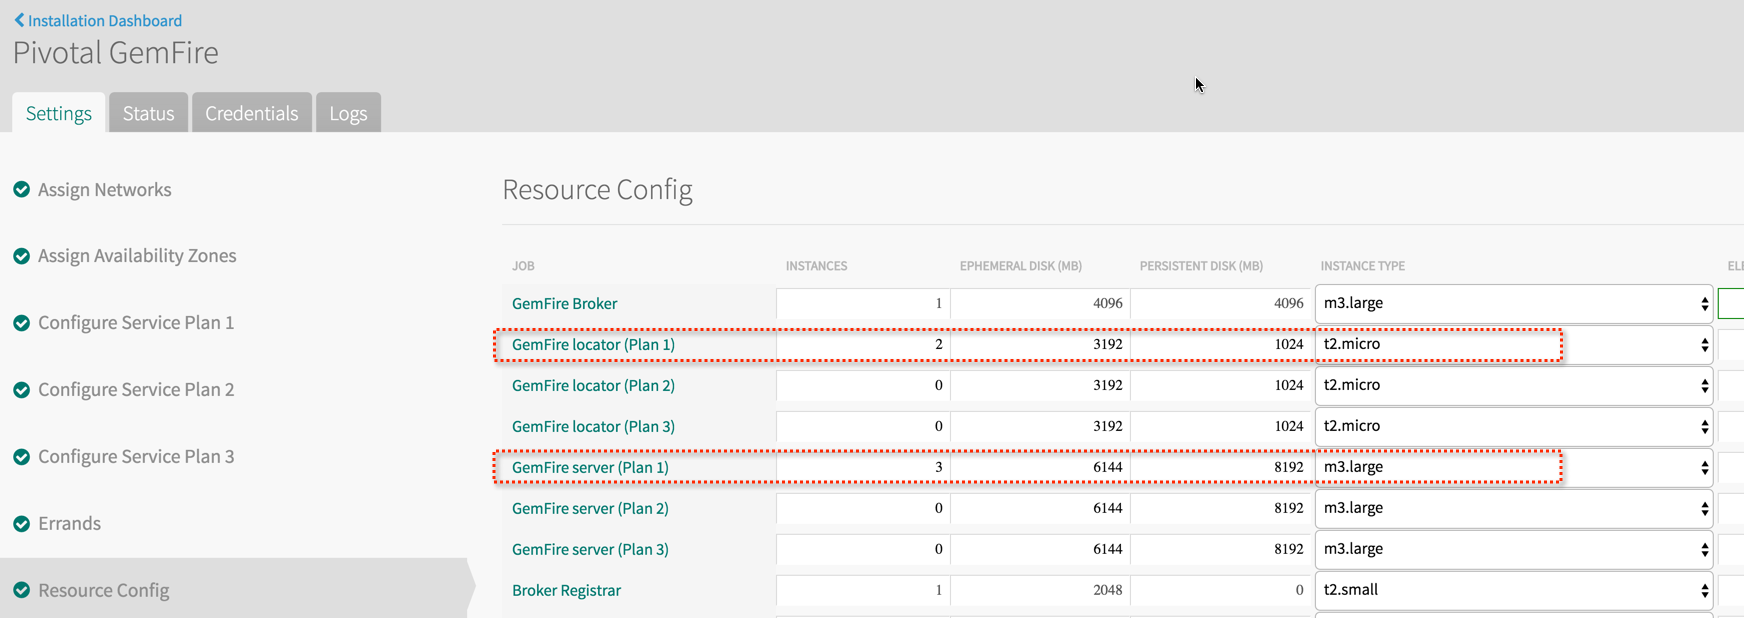 Installation Dashboard
Pivotal GemFire
Settings Status Credentials Logs
Assign Networks
Assign Availability Zones
Configure Service Plan 1
Configure Service Plan 2
Configure Service Plan 3
Errands
Resource Config
Resource Config
JOB INSTANCES EPHEMERAL DISK (MB) PERSISTENT DISK (MB) INSTANCE TYPE
GemFire Broker 1 4096 4096 m3.large
GemFire locator (Plan 1) 2 3192 1024 t2.micro
GemFire locator (Plan 2) 0 3192 1024 t2.micro
GemFire locator (Plan 3) 0 3192 1024 t2.micro
GemFire server (Plan 1) 3 6144 8192 m3.large
GemFire server (Plan 2) 0 6144 8192 m3.large
GemFire server (Plan 3) 0 6144 8192 m3.large
Broker Registrar 1 2048 0 t2.small